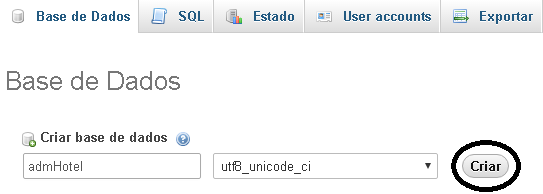 Base de Dados SQL Estado User accounts Exportar
Base de Dados
Criar base de dados
admHotel utf8_unicode_ci Criar